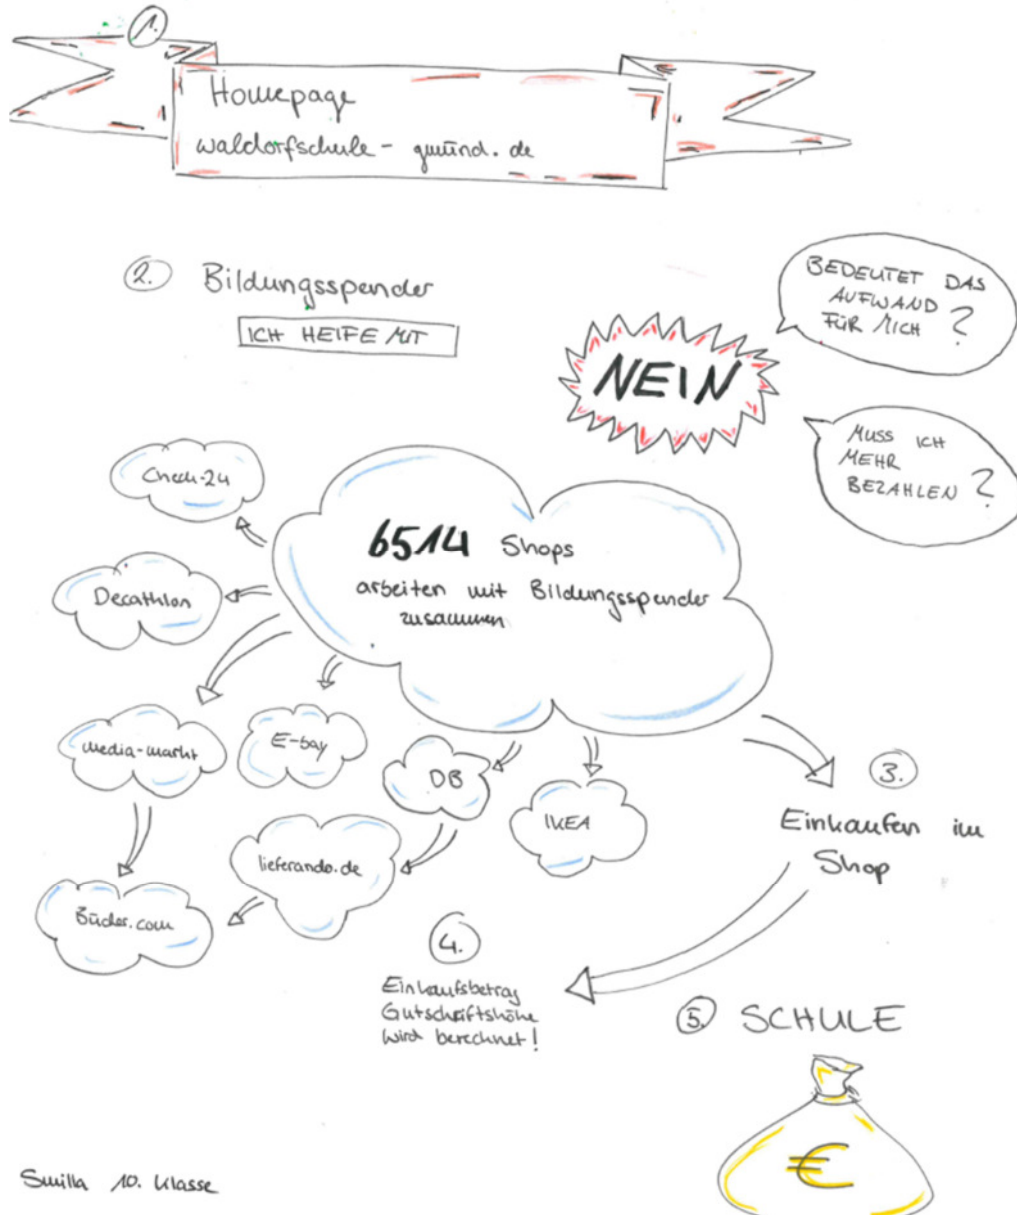 1.
Homepage
waldorfschule-gmünd.de
2. Bildungsspender
ICH HELFE MIT
BEDEUTET DAS
AUFWAND
FÜR MICH ?
NEIN
MUSS ICH
MEHR
BEZAHLEN ?
6514 Shops
arbeiten mit Bildungsspender
zusammen
Check-24
Decathlon
media-markt
E-bay
DB
IKEA
lieferando.de
Bücher.com
3.
Einkaufen im
Shop
4.
Einkaufsbetrag
Gutschriftshöhe
wird berechnet!
5. SCHULE
€
Smilla 10. Klasse